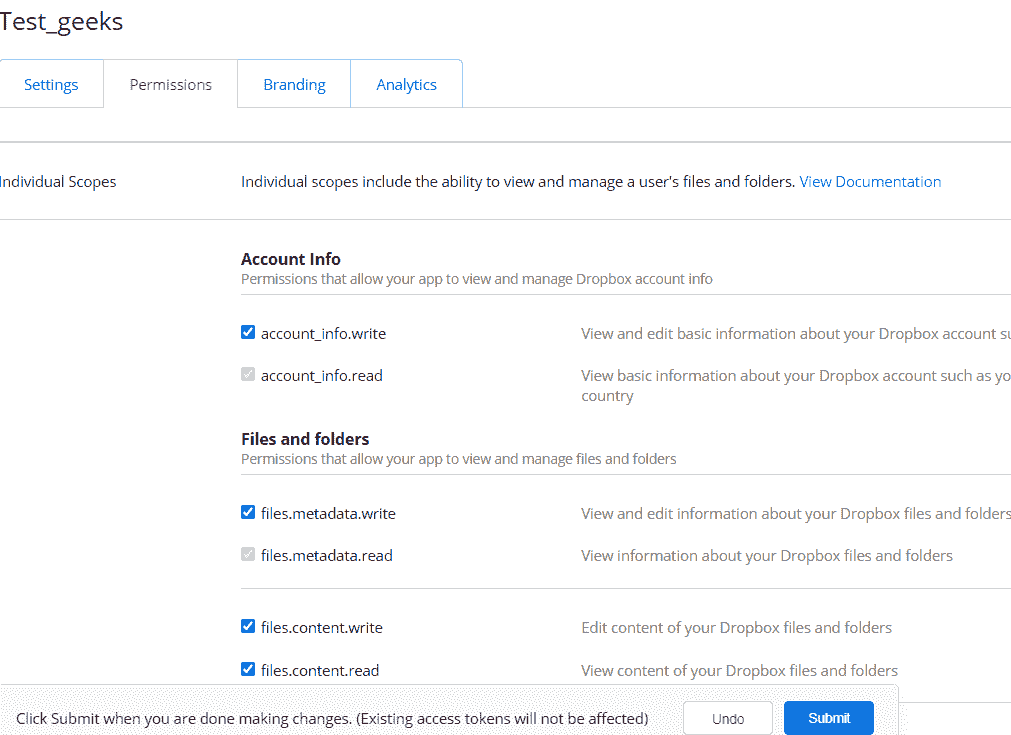 Test_geeks
Settings Permissions Branding Analytics
Individual Scopes Individual scopes include the ability to view and manage a user's files and folders. View Documentation
Account Info
Permissions that allow your app to view and manage Dropbox account info
account_info.write View and edit basic information about your Dropbox account
account_info.read View basic information about your Dropbox account such as
country
Files and folders
Permissions that allow your app to view and manage files and folders
files.metadata.write View and edit information about your Dropbox files and folders
files.metadata.read View information about your Dropbox files and folders
files.content.write Edit content of your Dropbox files and folders
files.content.read View content of your Dropbox files and folders
Click Submit when you are done making changes. (Existing access tokens will not be affected) Undo Submit